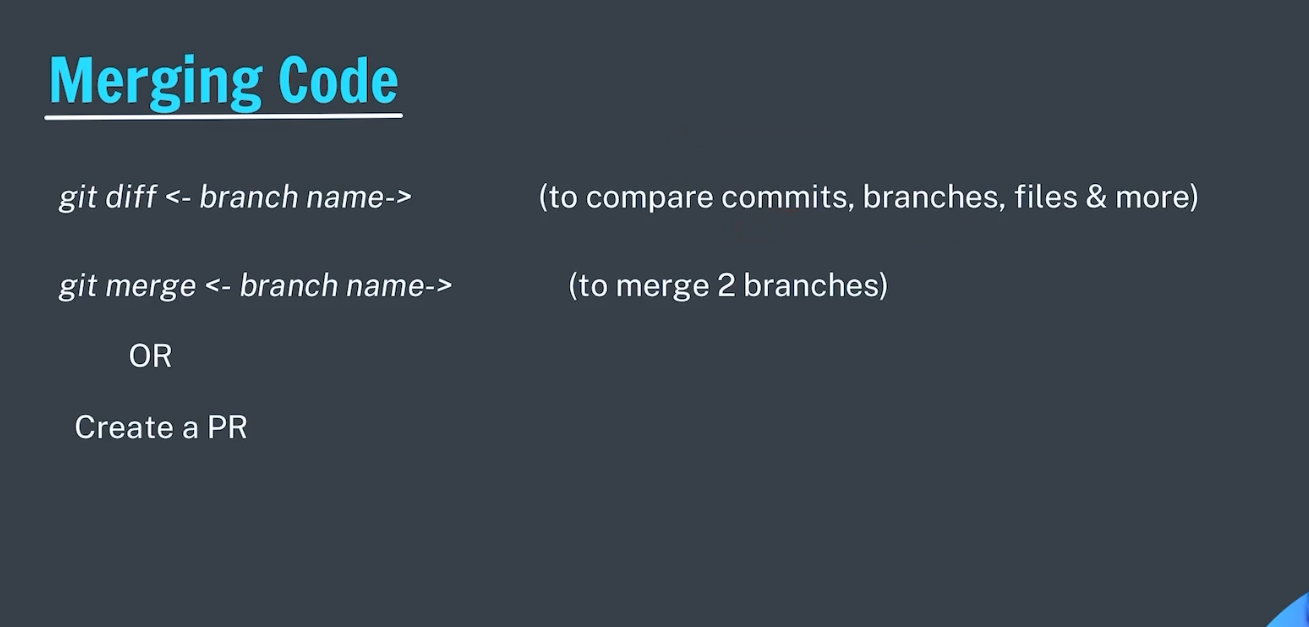 Merging Code
git diff <- branch name-> (to compare commits, branches, files & more)
git merge <- branch name-> (to merge 2 branches)
OR
Create a PR